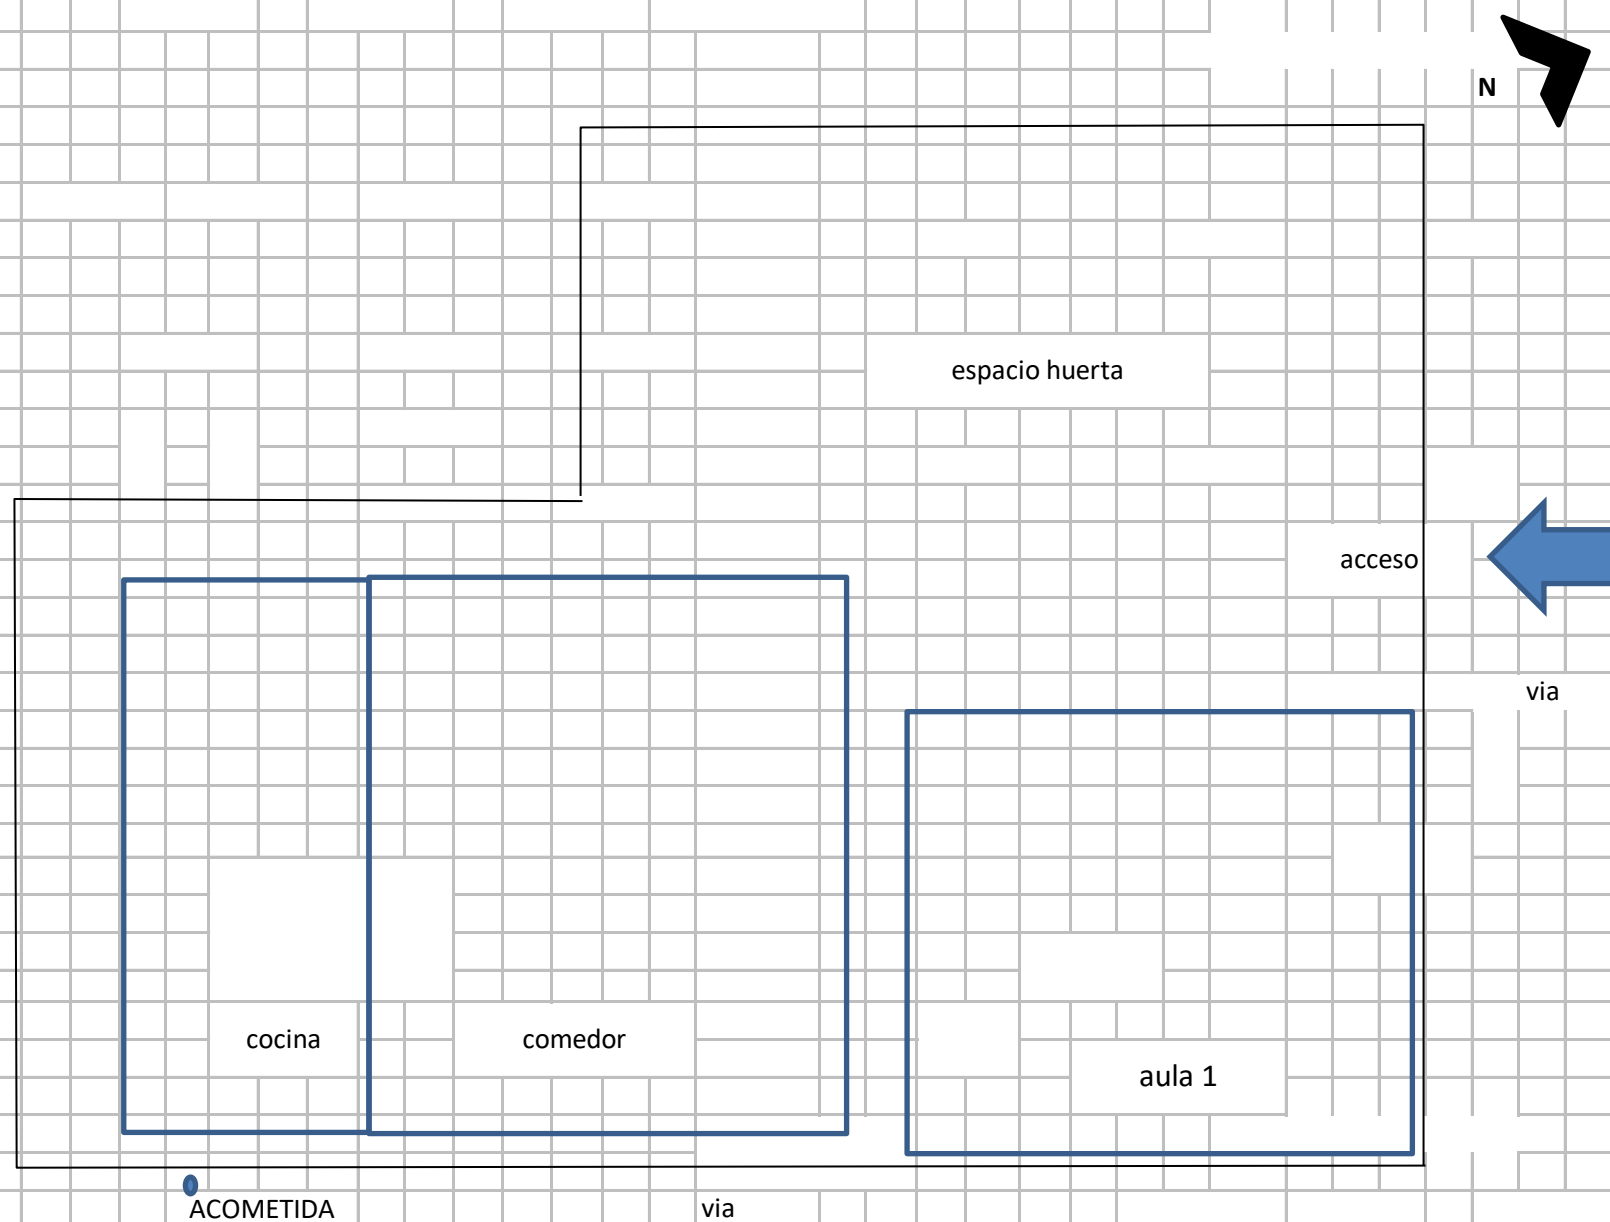 N
espacio huerta
acceso
via
cocina
comedor
aula 1
ACOMETIDA
via